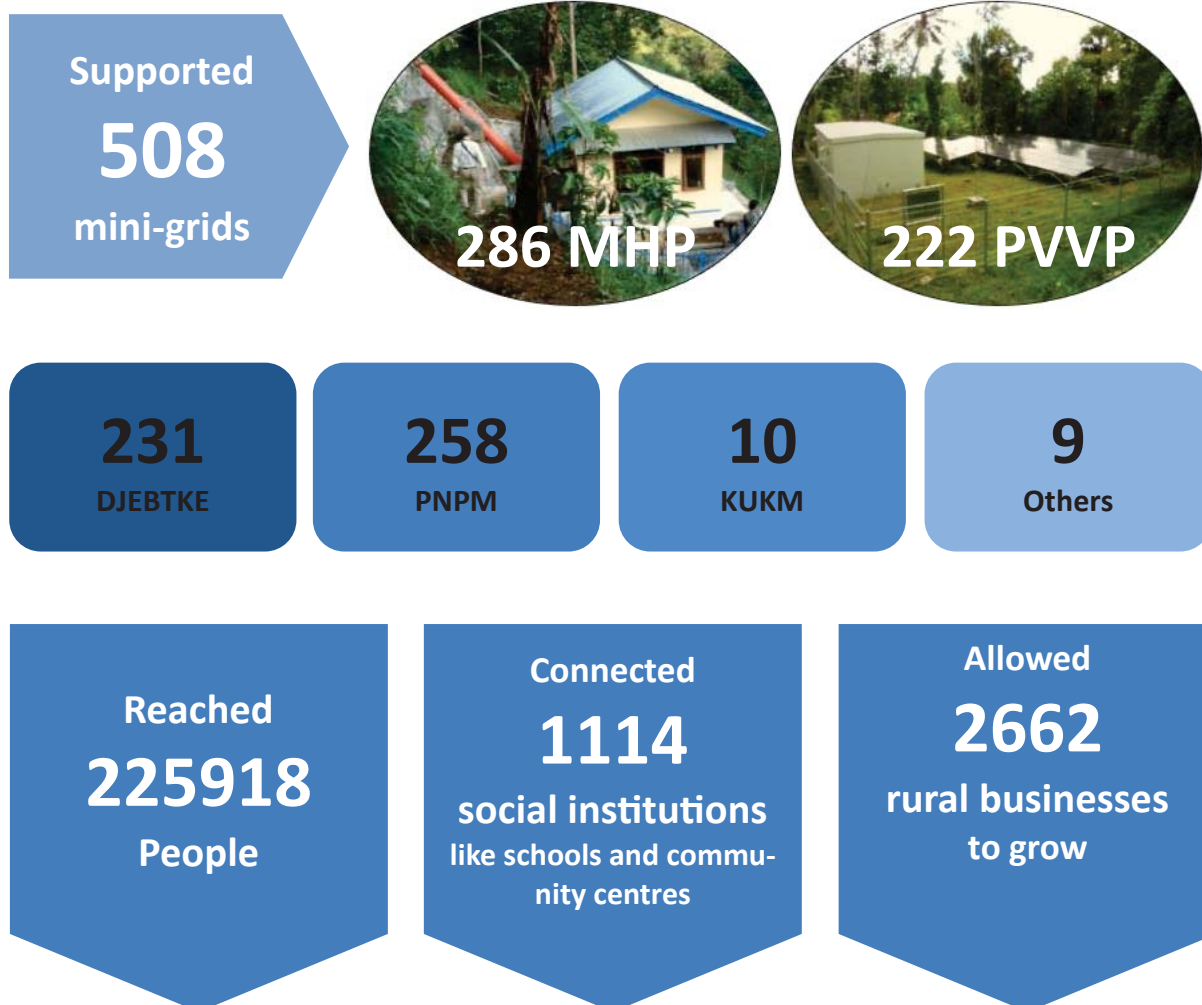 Supported
508
mini-grids
286 MHP
222 PVVP
231
DJEBTKE
258
PNPM
10
KUKM
9
Others
Reached
225918
People
Connected
1114
social institutions
like schools and commu-
nity centres
Allowed
2662
rural businesses
to grow